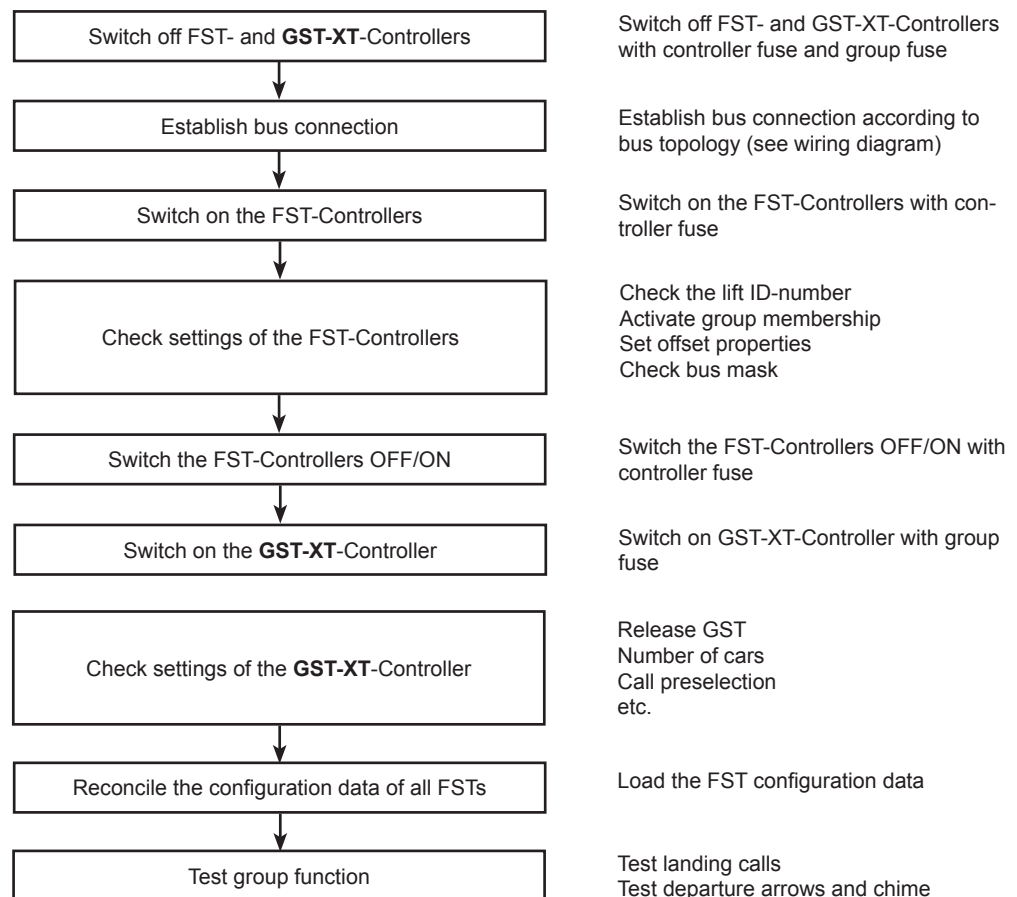 Switch off FST- and GST-XT-Controllers
Switch off FST- and GST-XT-Controllers
with controller fuse and group fuse
Establish bus connection
Establish bus connection according to
bus topology (see wiring diagram)
Switch on the FST-Controllers
Switch on the FST-Controllers with con-
troller fuse
Check settings of the FST-Controllers
Check the lift ID-number
Activate group membership
Set offset properties
Check bus mask
Switch the FST-Controllers OFF/ON
Switch the FST-Controllers OFF/ON with
controller fuse
Switch on the GST-XT-Controller
Switch on GST-XT-Controller with group
fuse
Check settings of the GST-XT-Controller
Release GST
Number of cars
Call preselection
etc.
Reconcile the configuration data of all FSTs
Load the FST configuration data
Test group function
Test landing calls
Test departure arrows and chime